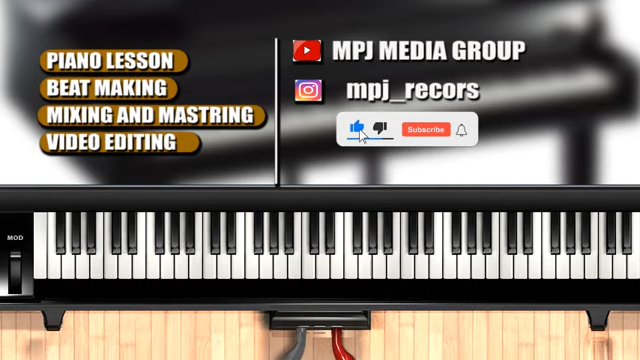 PIANO LESSON
BEAT MAKING
MIXING AND MASTRING
VIDEO EDITING
MPJ MEDIA GROUP
mpj_recors
Subscribe
MOD